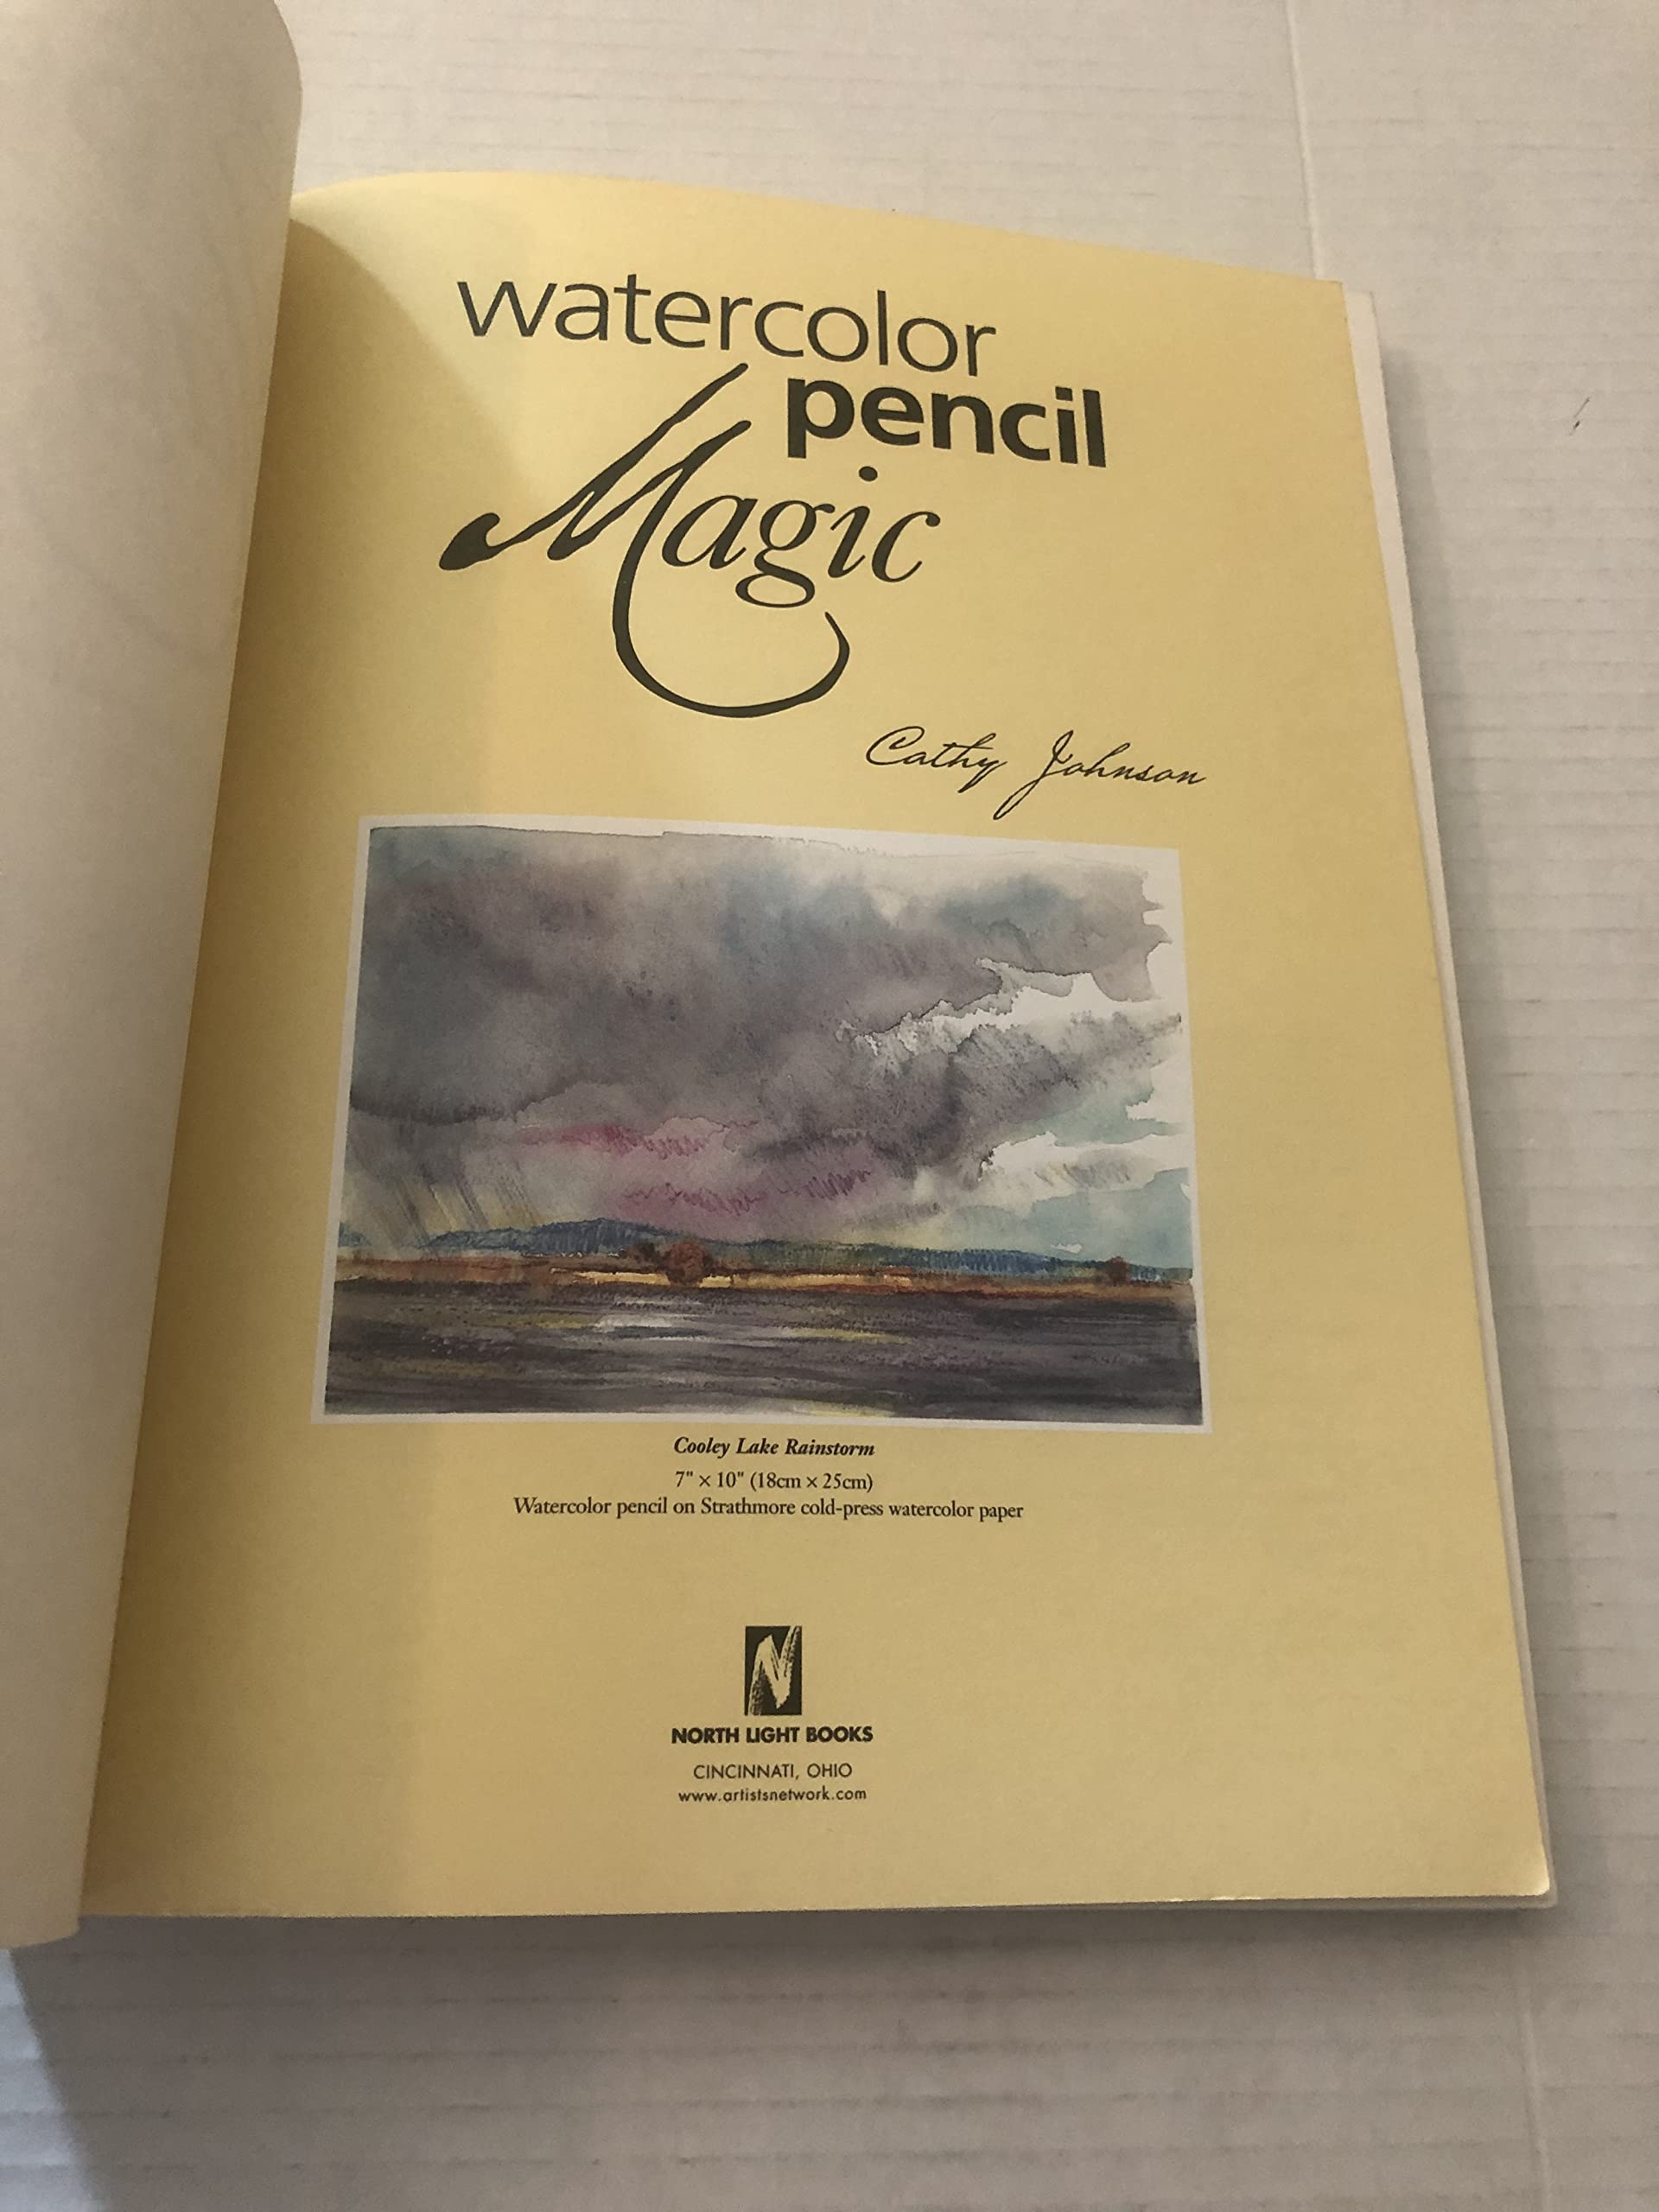 watercolor
pencil
Magic
Cathy Johnson
Cooley Lake Rainstorm
7" × 10" (18cm × 25cm)
Watercolor pencil on Strathmore cold-press watercolor paper
N
NORTH LIGHT BOOKS
CINCINNATI, OHIO
www.artistsnetwork.com